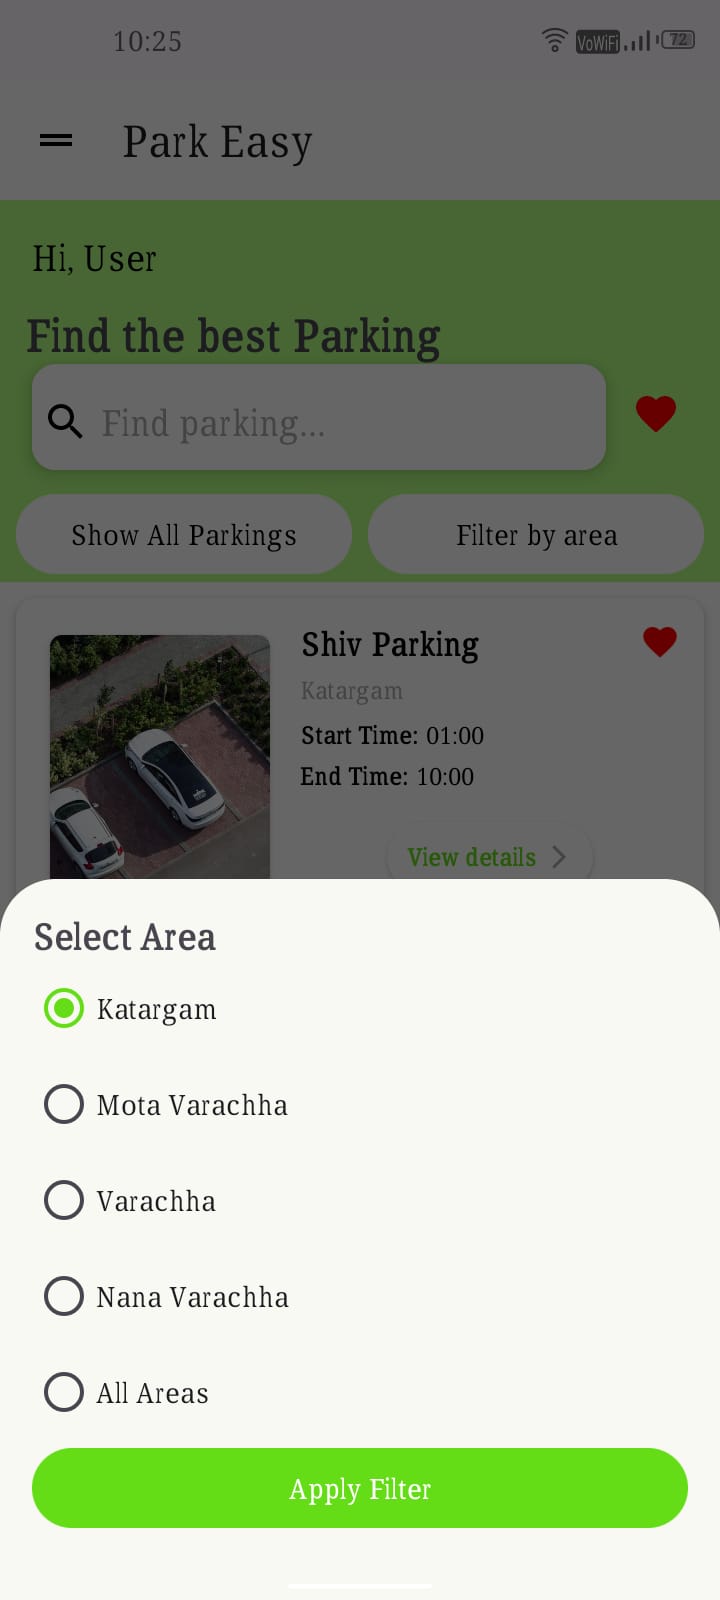 10:25
VoWiFi
72
Park Easy
Hi, User
Find the best Parking
Find parking...
Show All Parkings
Filter by area
Shiv Parking
Katargam
Start Time: 01:00
End Time: 10:00
View details
Select Area
Katargam
Mota Varachha
Varachha
Nana Varachha
All Areas
Apply Filter